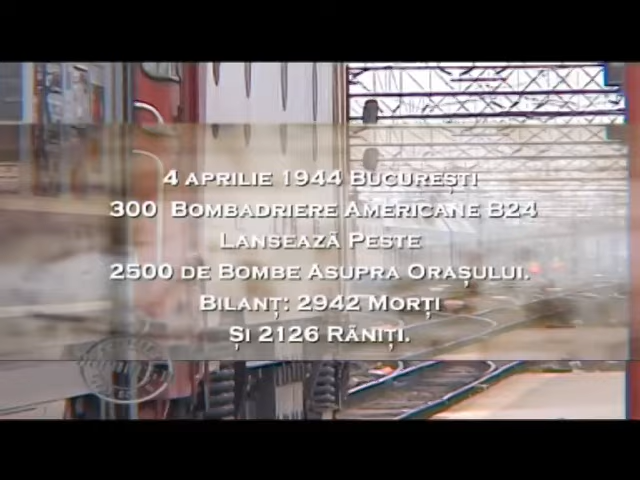 4 APRILIE 1944 BUCUREȘTI
300 BOMBADRIERE AMERICANE B24
LANSEAZĂ PESTE
2500 DE BOMBE ASUPRA ORAȘULUI.
BILANȚ: 2942 MORȚI
ȘI 2126 RĂNIȚI.